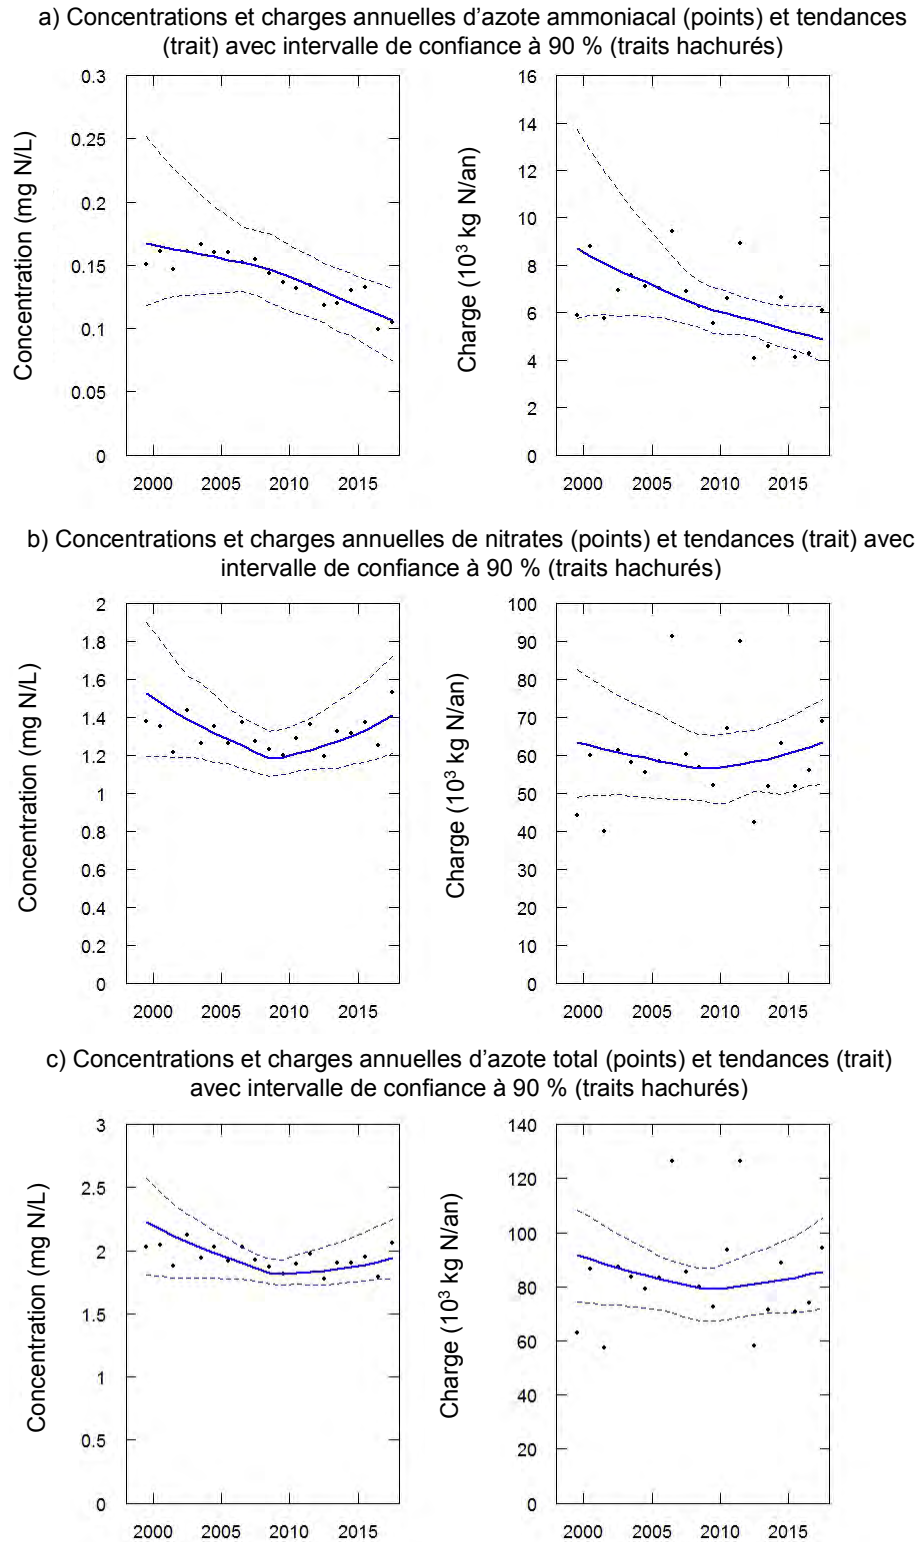 a) Concentrations et charges annuelles d'azote ammoniacal (points) et tendances
(trait) avec intervalle de confiance à 90 % (traits hachurés)
Concentration (mg N/L)
0.3
0.25
0.2
0.15
0.1
0.05
0
2000 2005 2010 2015
Charge (10³ kg N/an)
16
14
12
10
8
6
4
2
0
2000 2005 2010 2015
b) Concentrations et charges annuelles de nitrates (points) et tendances (trait) avec
intervalle de confiance à 90 % (traits hachurés)
Concentration (mg N/L)
2
1.8
1.6
1.4
1.2
1
0.8
0.6
0.4
0.2
0
2000 2005 2010 2015
Charge (10³ kg N/an)
100
90
80
70
60
50
40
30
20
10
0
2000 2005 2010 2015
c) Concentrations et charges annuelles d'azote total (points) et tendances (trait)
avec intervalle de confiance à 90 % (traits hachurés)
Concentration (mg N/L)
3
2.5
2
1.5
1
0.5
0
2000 2005 2010 2015
Charge (10³ kg N/an)
140
120
100
80
60
40
20
0
2000 2005 2010 2015